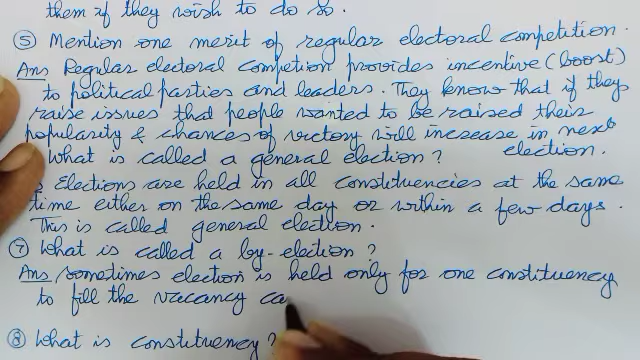 them if they wish to do so.
⑤ Mention one merit of regular electoral competition.
Ans Regular electoral competion provides incentive (boost)
to political parties and leaders. They know that if they
raise issues that people wanted to be raised their
popularity & chances of victory will increase in next
election.
What is called a general election?
Elections are held in all constituencies at the same
time either on the same day or within a few days.
This is called general election.
⑦ What is called a by-election?
Ans Sometimes election is held only for one constituency
to fill the vacancy ca
⑧ What is constituency?